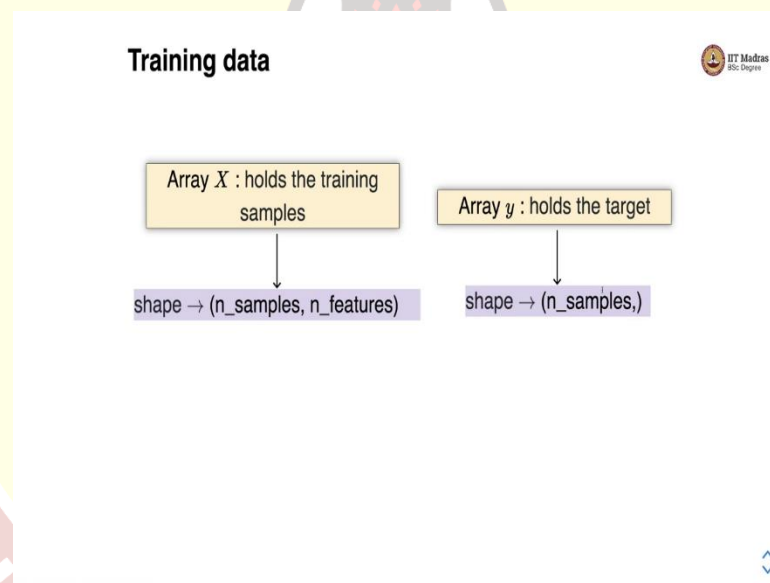 Training data
IIT Madras
BSc Degree
Array X : holds the training
samples
Array y : holds the target
shape → (n_samples, n_features)
shape → (n_samples,)